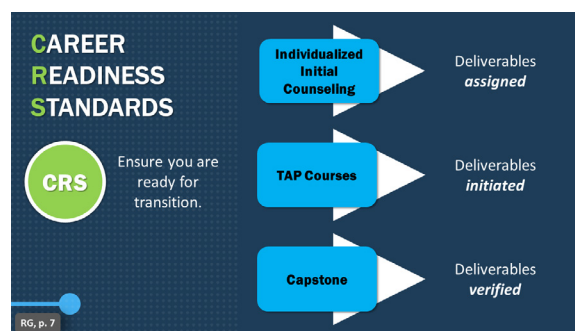 CAREER
READINESS
STANDARDS
CRS
Ensure you are
ready for
transition.
Individualized
Initial
Counseling
Deliverables
assigned
TAP Courses
Deliverables
initiated
Capstone
Deliverables
verified
RG, p. 7